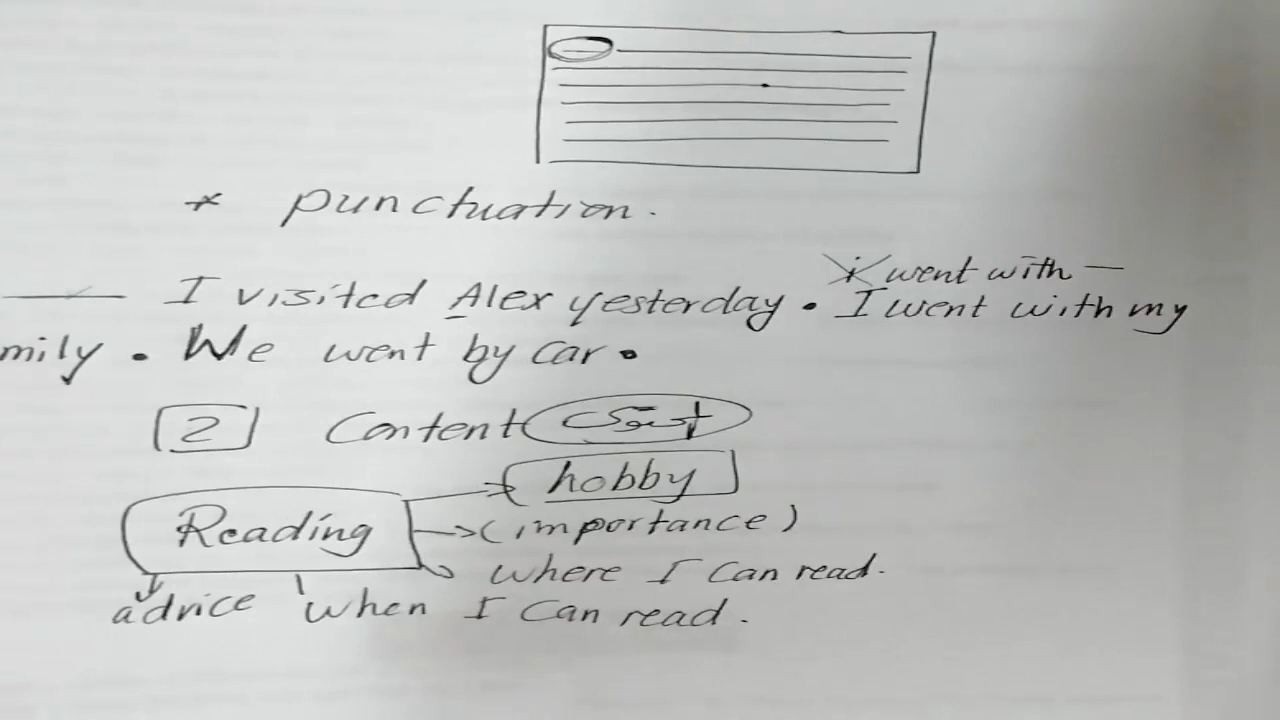 * punctuation.
went with —
I visited Alex yesterday. I went with my
mily. We went by car.
2 Content
hobby
Reading (importance)
where I can read.
advice when I can read.